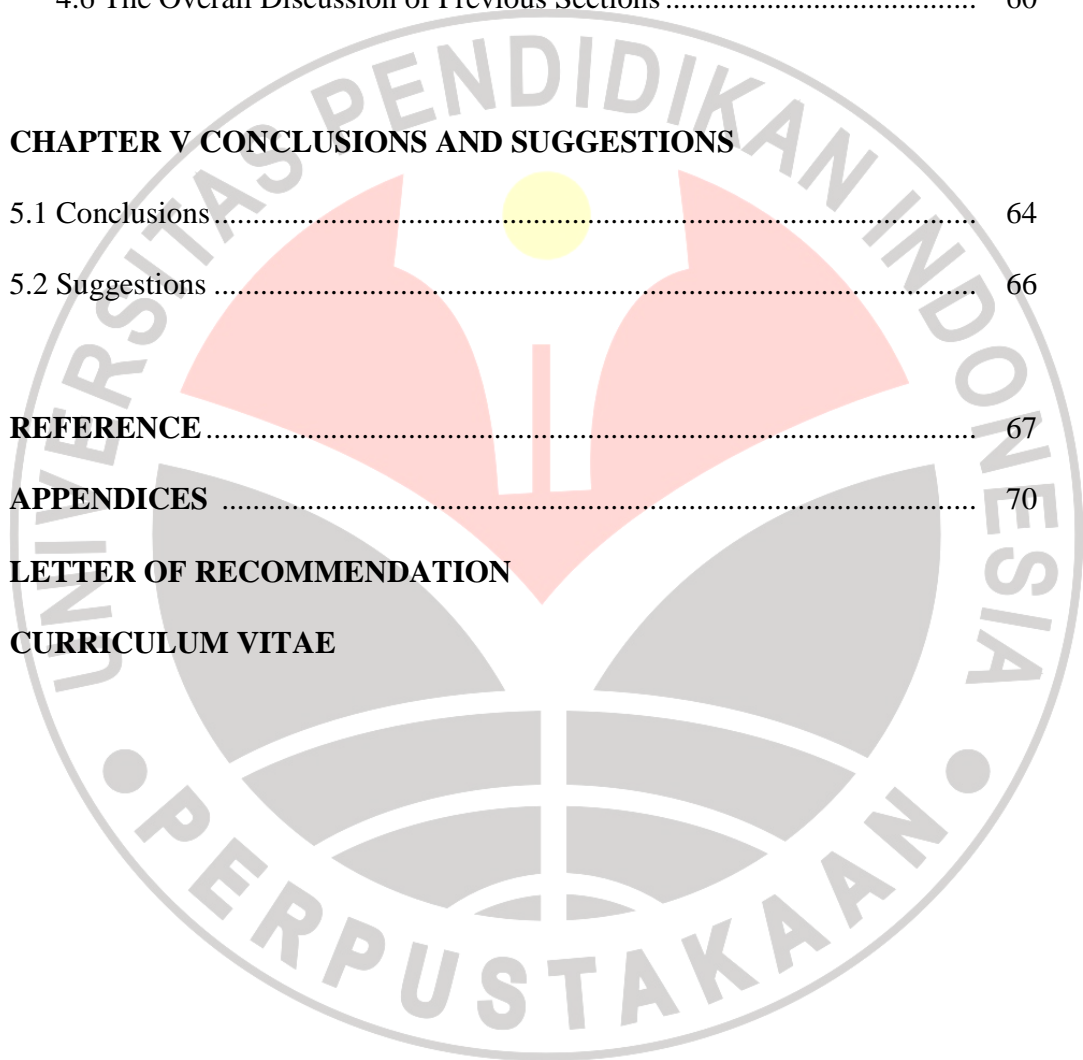 4.6 The Overall Discussion of Previous Sections ........................................ 60
CHAPTER V CONCLUSIONS AND SUGGESTIONS
5.1 Conclusions ........................................ 64
5.2 Suggestions ........................................ 66
REFERENCE ........................................ 67
APPENDICES ........................................ 70
LETTER OF RECOMMENDATION
CURRICULUM VITAE
UNIVERSITAS PENDIDIKAN INDONESIA
PERPUSTAKAAN